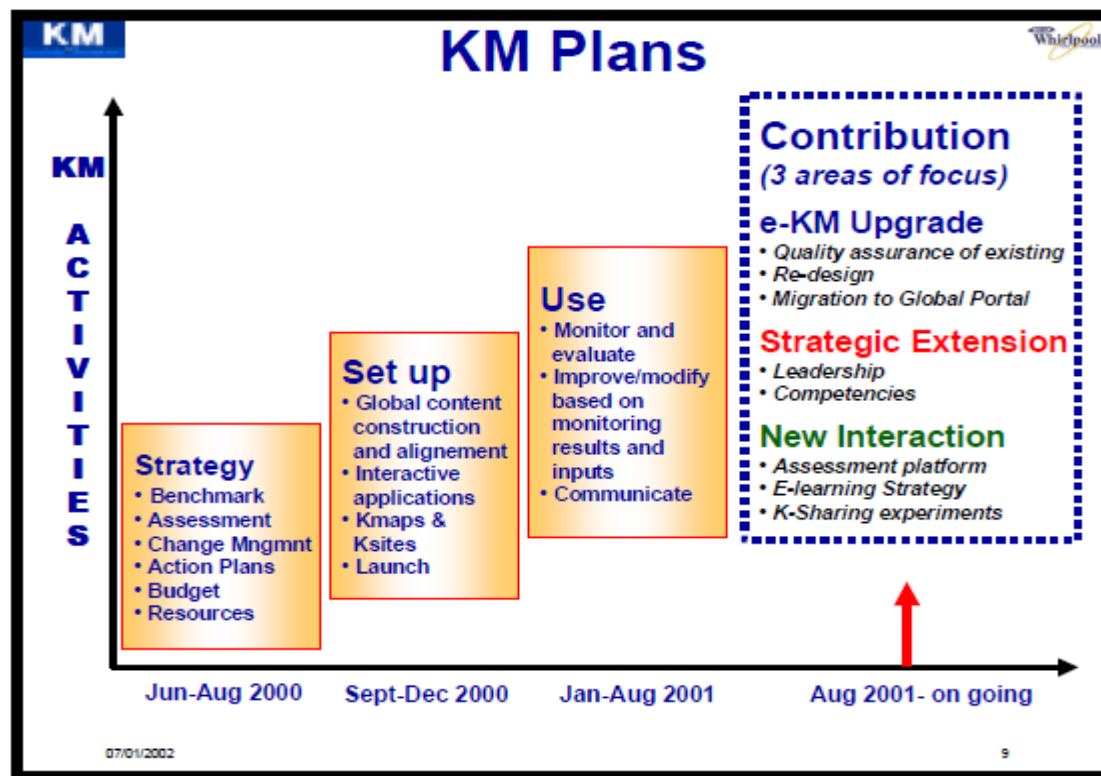 KM
KM Plans
Whirlpool
KM
ACTIVITIES
Strategy
• Benchmark
• Assessment
• Change Mngmnt
• Action Plans
• Budget
• Resources
Set up
• Global content
construction
and alignement
• Interactive
applications
• Kmaps &
Ksites
• Launch
Use
• Monitor and
evaluate
• Improve/modify
based on
monitoring
results and
inputs
• Communicate
Contribution
(3 areas of focus)
e-KM Upgrade
• Quality assurance of existing
• Re-design
• Migration to Global Portal
Strategic Extension
• Leadership
• Competencies
New Interaction
• Assessment platform
• E-learning Strategy
• K-Sharing experiments
Jun-Aug 2000
Sept-Dec 2000
Jan-Aug 2001
Aug 2001- on going
07/01/2002
9